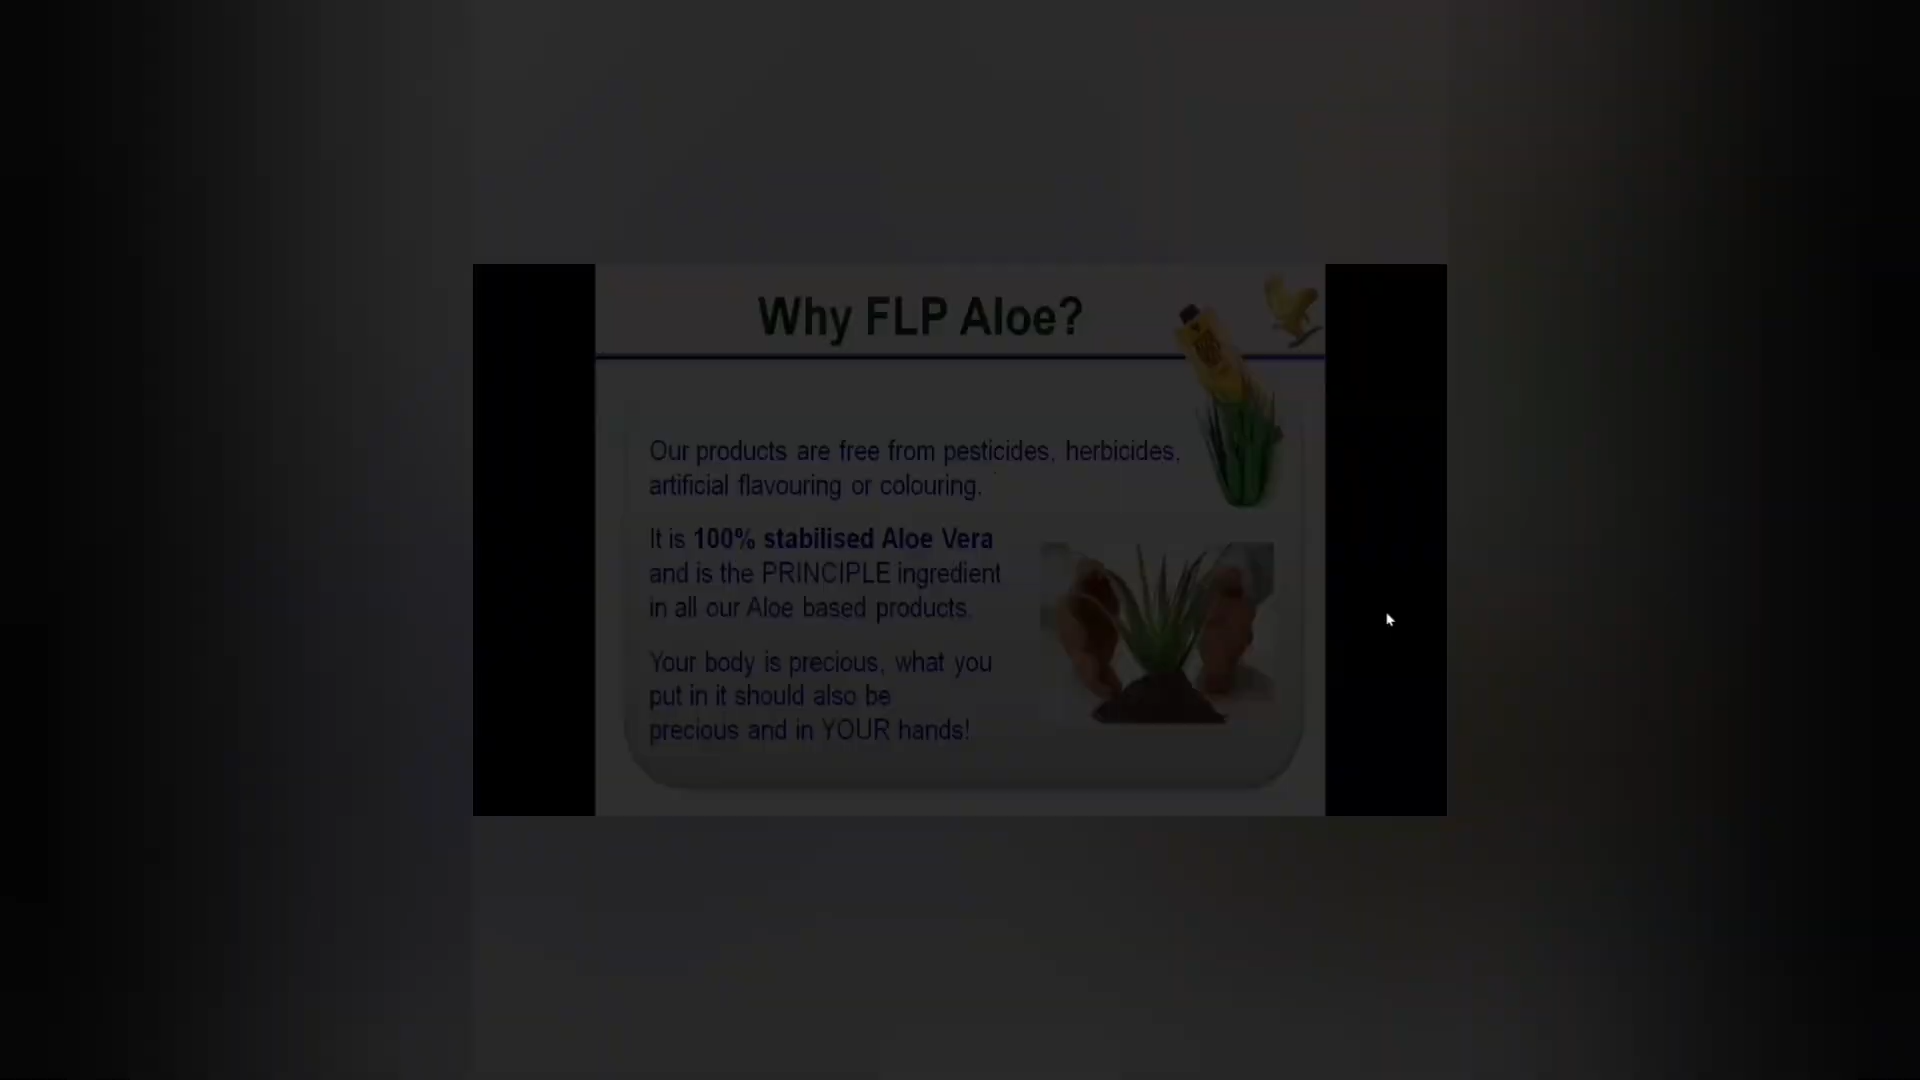 Why FLP Aloe?
Our products are free from pesticides, herbicides,
artificial flavouring or colouring.
It is 100% stabilised Aloe Vera
and is the PRINCIPLE ingredient
in all our Aloe based products.
Your body is precious, what you
put in it should also be
precious and in YOUR hands!